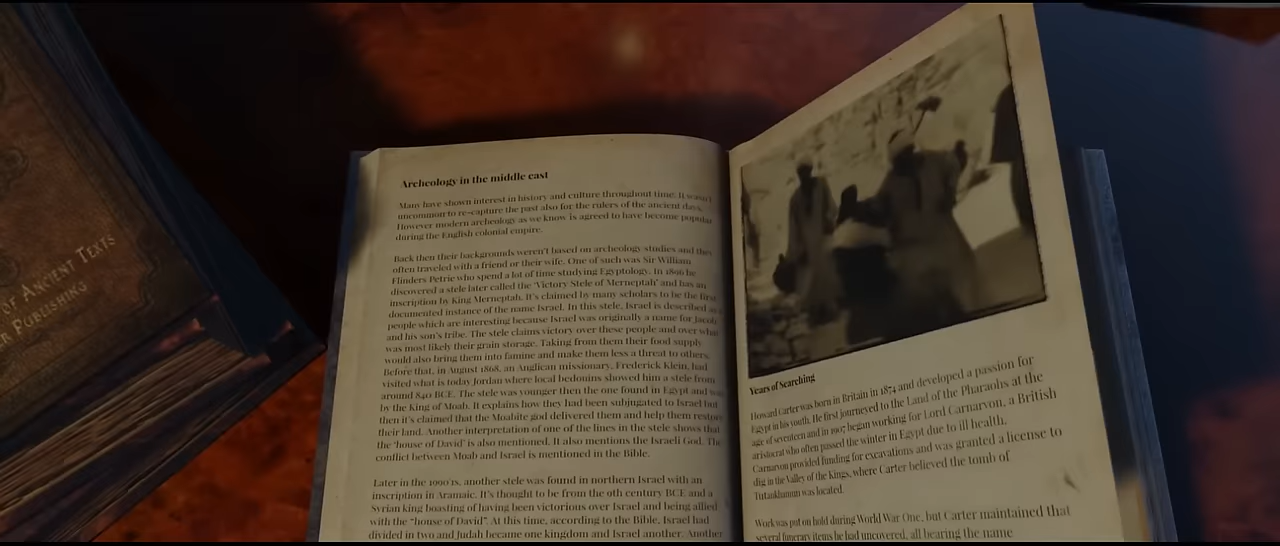 OF ANCIENT TEXTS
PUBLISHING
Archeology in the middle east
Many have shown interest in history and culture throughout time. It wasn't
uncommon to re-capture the past also for the rulers of the ancient days.
However modern archeology as we know is agreed to have become popular
during the English colonial empire.
Back then their backgrounds weren't based on archeology studies and they
often traveled with a friend or their wife. One of such was Sir William
Flinders Petrie who spend a lot of time studying Egyptology. In 1896 he
discovered a stele later called the 'Victory Stele of Merneptah' and has an
inscription by King Merneptah. It's claimed by many scholars to be the first
documented instance of the name Israel. In this stele, Israel is described as
people which are interesting because Israel was originally a name for Jacob
and his son's tribe. The stele claims victory over these people and over what
was most likely their grain storage. Taking from them their food supply
would also bring them into famine and make them less a threat to others.
Before that, in August 1868, an Anglican missionary, Frederick Klein, had
visited what is today Jordan where local bedouins showed him a stele from
around 840 BCE. The stele was younger then the one found in Egypt and was
by the King of Moab. It explains how they had been subjugated to Israel but
then it's claimed that the Moabite god delivered them and help them restore
their land. Another interpretation of one of the lines in the stele shows that
the 'house of David' is also mentioned. It also mentions the Israeli God. The
conflict between Moab and Israel is mentioned in the Bible.
Later in the 1990'ts, another stele was found in northern Israel with an
inscription in Aramaic. It's thought to be from the 9th century BCE and a
Syrian king boasting of having been victorious over Israel and being allied
with the "house of David". At this time, according to the Bible, Israel had
divided in two and Judah became one kingdom and Israel another. Another
Years of Searching
Howard Carter was born in Britain in 1874 and developed a passion for
Egypt in his youth. He first journeyed to the Land of the Pharaohs at the
age of seventeen and in 1907 began working for Lord Carnarvon, a British
aristocrat who often passed the winter in Egypt due to ill health.
Carnarvon provided funding for excavations and was granted a license to
dig in the Valley of the Kings, where Carter believed the tomb of
Tutankhamun was located.
Work was put on hold during World War One, but Carter maintained that
several funerary items he had uncovered, all bearing the name